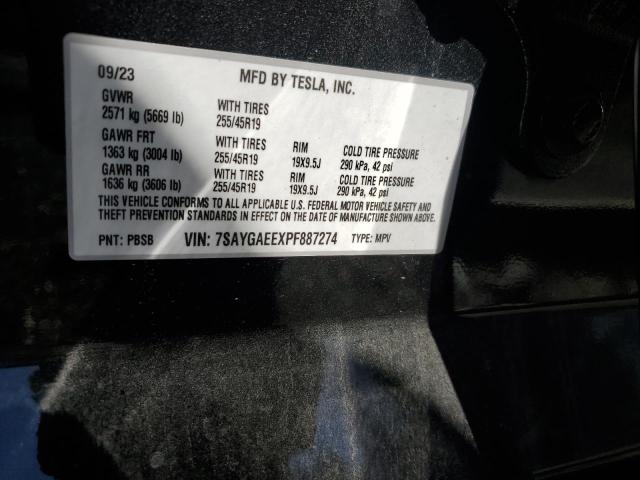 09/23 MFD BY TESLA, INC.
GVWR WITH TIRES
2571 kg (5669 lb) 255/45R19
GAWR FRT WITH TIRES RIM COLD TIRE PRESSURE
1363 kg (3004 lb) 255/45R19 19X9.5J 290 kPa, 42 psi
GAWR RR WITH TIRES RIM COLD TIRE PRESSURE
1636 kg (3606 lb) 255/45R19 19X9.5J 290 kPa, 42 psi
THIS VEHICLE CONFORMS TO ALL APPLICABLE U.S. FEDERAL MOTOR VEHICLE SAFETY AND
THEFT PREVENTION STANDARDS IN EFFECT ON THE DATE OF MANUFACTURE SHOWN ABOVE.
PNT: PBSB VIN: 7SAYGAEEXPF887274 TYPE: MPV